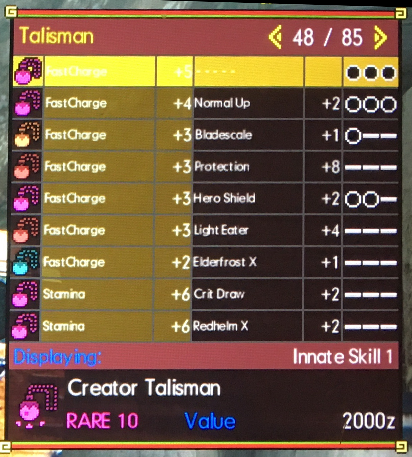 Talisman 48 / 85
FastCharge +5 -----
FastCharge +4 Normal Up +2 OOO
FastCharge +3 Bladescale +1 O--
FastCharge +3 Protection +8 ---
FastCharge +3 Hero Shield +2 OO-
FastCharge +3 Light Eater +4 ---
FastCharge +2 Elderfrost X +1 ---
Stamina +6 Crit Draw +2 ---
Stamina +6 Redhelm X +2 ---
Displaying: Innate Skill 1
Creator Talisman
RARE 10 Value 2000z